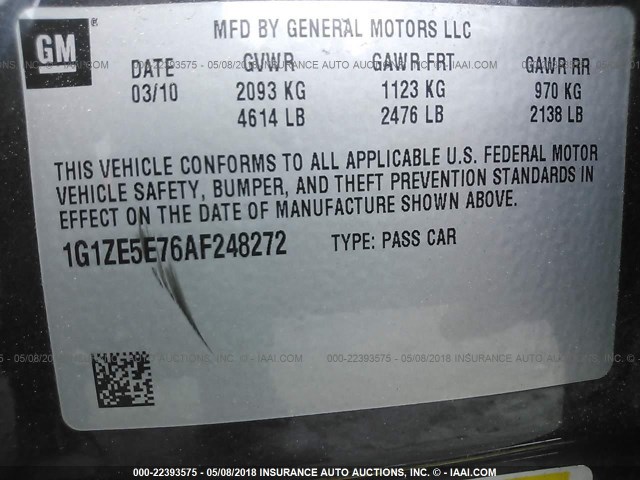 GM
MFD BY GENERAL MOTORS LLC
DATE GVWR GAWR FRT GAWR RR
03/10 2093 KG 1123 KG 970 KG
4614 LB 2476 LB 2138 LB
THIS VEHICLE CONFORMS TO ALL APPLICABLE U.S. FEDERAL MOTOR
VEHICLE SAFETY, BUMPER, AND THEFT PREVENTION STANDARDS IN
EFFECT ON THE DATE OF MANUFACTURE SHOWN ABOVE.
1G1ZE5E76AF248272 TYPE: PASS CAR
000-22393575 - 05/08/2018 INSURANCE AUTO AUCTIONS, INC. - © - IAAI.COM